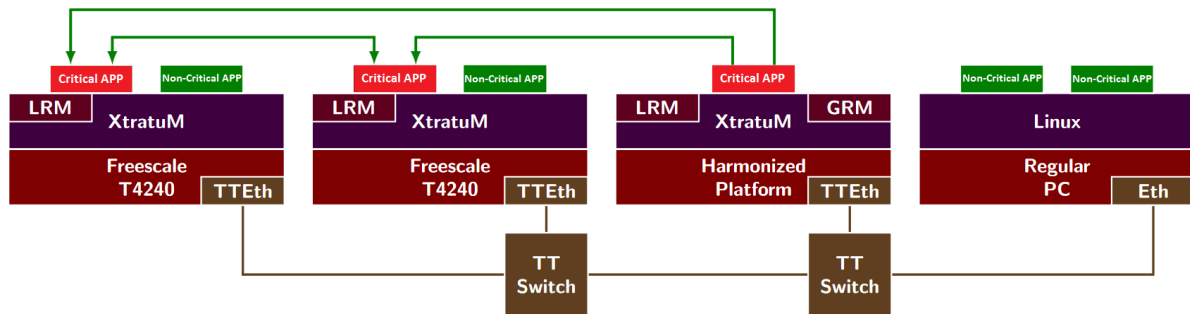 Critical APP
Non-Critical APP
Critical APP
Non-Critical APP
Critical APP
Non-Critical APP
Non-Critical APP
LRM
XtratuM
LRM
XtratuM
LRM
XtratuM
GRM
Linux
Freescale
T4240
TTEth
Freescale
T4240
TTEth
Harmonized
Platform
TTEth
Regular
PC
Eth
TT
Switch
TT
Switch